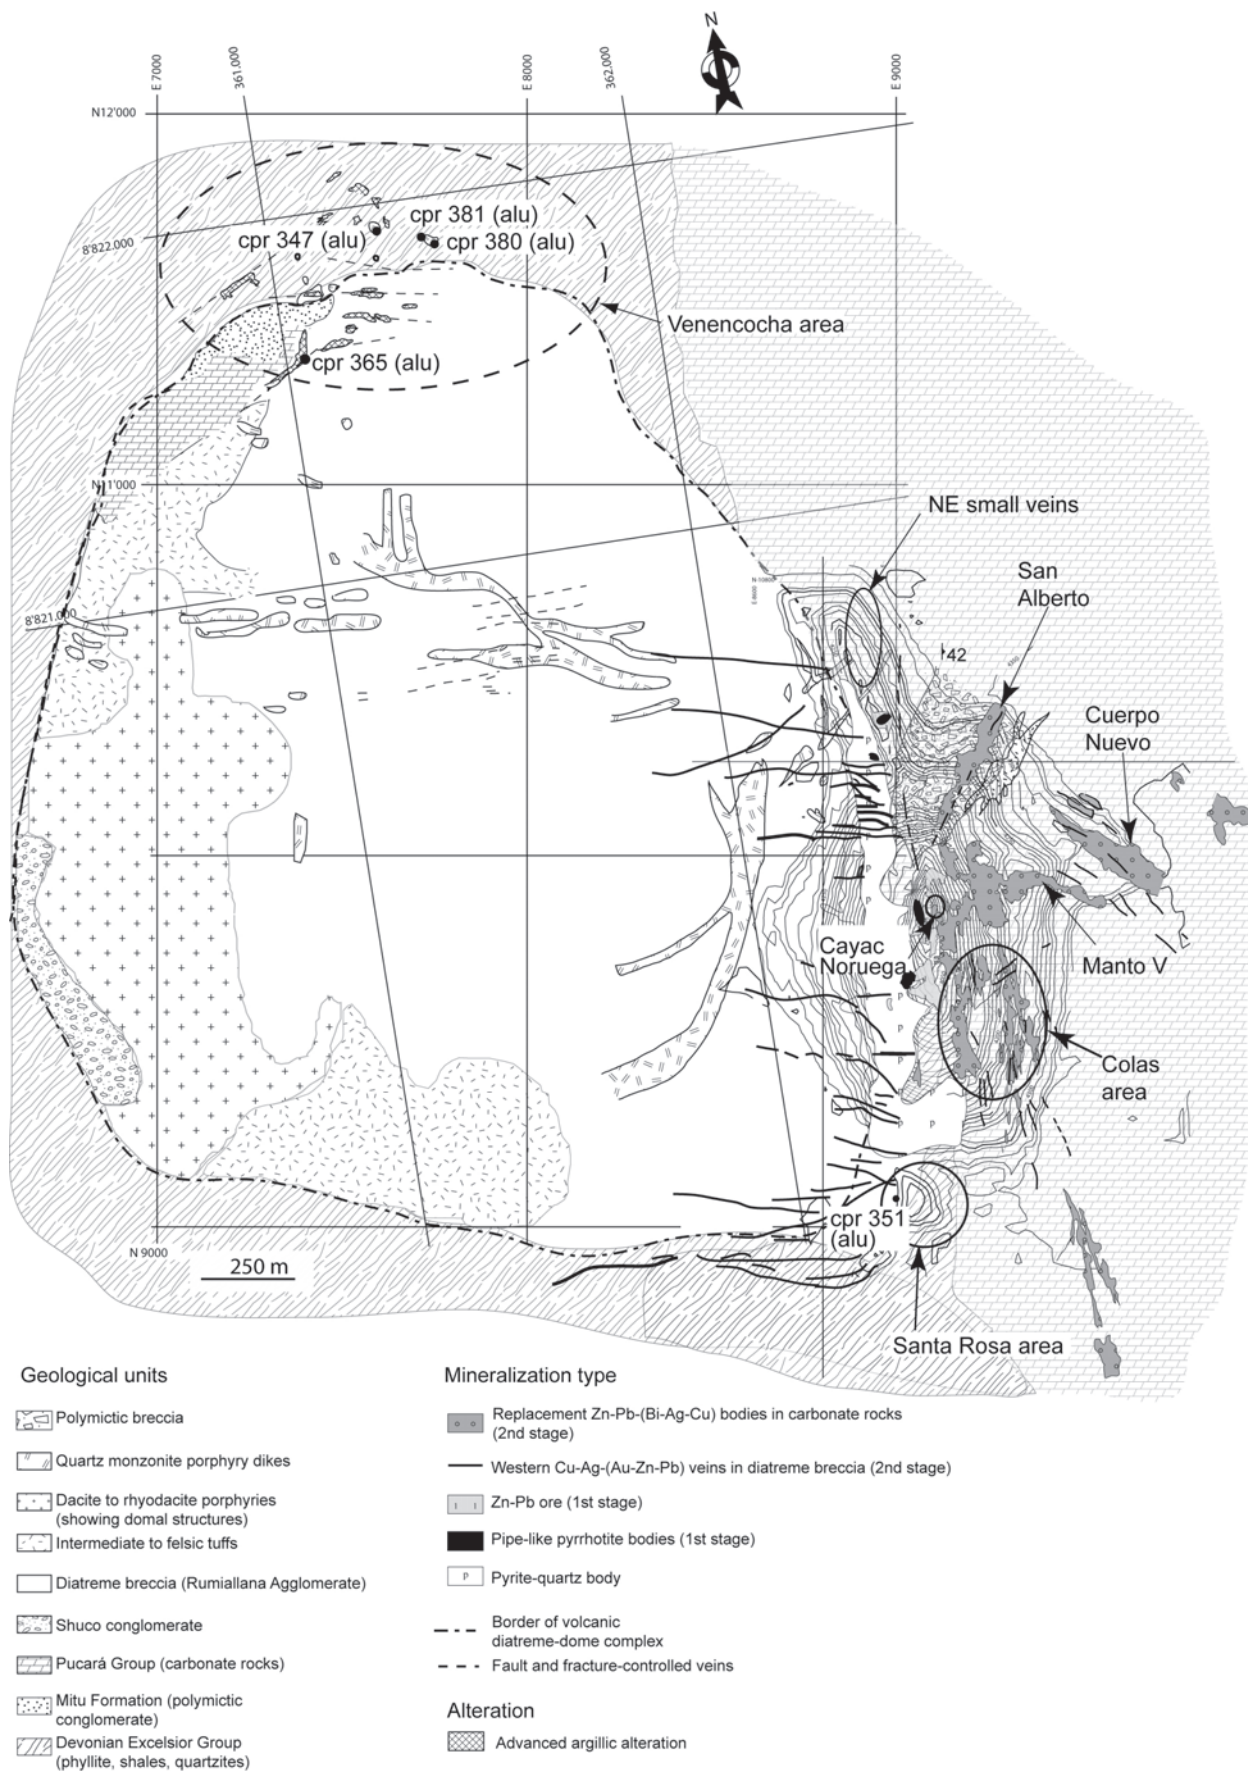 N
E 7000
361.000
E 8000
362.000
E 9000
N12'000
8'822.000
cpr 381 (alu)
cpr 347 (alu)
cpr 380 (alu)
Venencocha area
cpr 365 (alu)
N11'000
NE small veins
San
Alberto
N-10800
E-8600
8'821.000
42
Cuerpo
Nuevo
P
P
P
Cayac
Noruega
Manto V
P
P
P
Colas
area
P
P
cpr 351
(alu)
N 9000
250 m
Santa Rosa area
Geological units
Polymictic breccia
Quartz monzonite porphyry dikes
Dacite to rhyodacite porphyries
(showing domal structures)
Intermediate to felsic tuffs
Diatreme breccia (Rumiallana Agglomerate)
Shuco conglomerate
Pucará Group (carbonate rocks)
Mitu Formation (polymictic
conglomerate)
Devonian Excelsior Group
(phyllite, shales, quartzites)
Mineralization type
Replacement Zn-Pb-(Bi-Ag-Cu) bodies in carbonate rocks
(2nd stage)
Western Cu-Ag-(Au-Zn-Pb) veins in diatreme breccia (2nd stage)
Zn-Pb ore (1st stage)
Pipe-like pyrrhotite bodies (1st stage)
P
Pyrite-quartz body
Border of volcanic
diatreme-dome complex
Fault and fracture-controlled veins
Alteration
Advanced argillic alteration